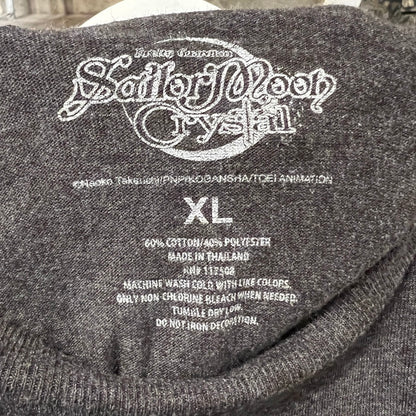 Pretty Guardian
Sailor Moon
Crystal
©Naoko Takeuchi/PNP/KODANSHA/TOEI ANIMATION
XL
60% COTTON/40% POLYESTER
MADE IN THAILAND
RN# 117508
MACHINE WASH COLD WITH LIKE COLORS.
ONLY NON-CHLORINE BLEACH WHEN NEEDED.
TUMBLE DRY LOW.
DO NOT IRON DECORATION.